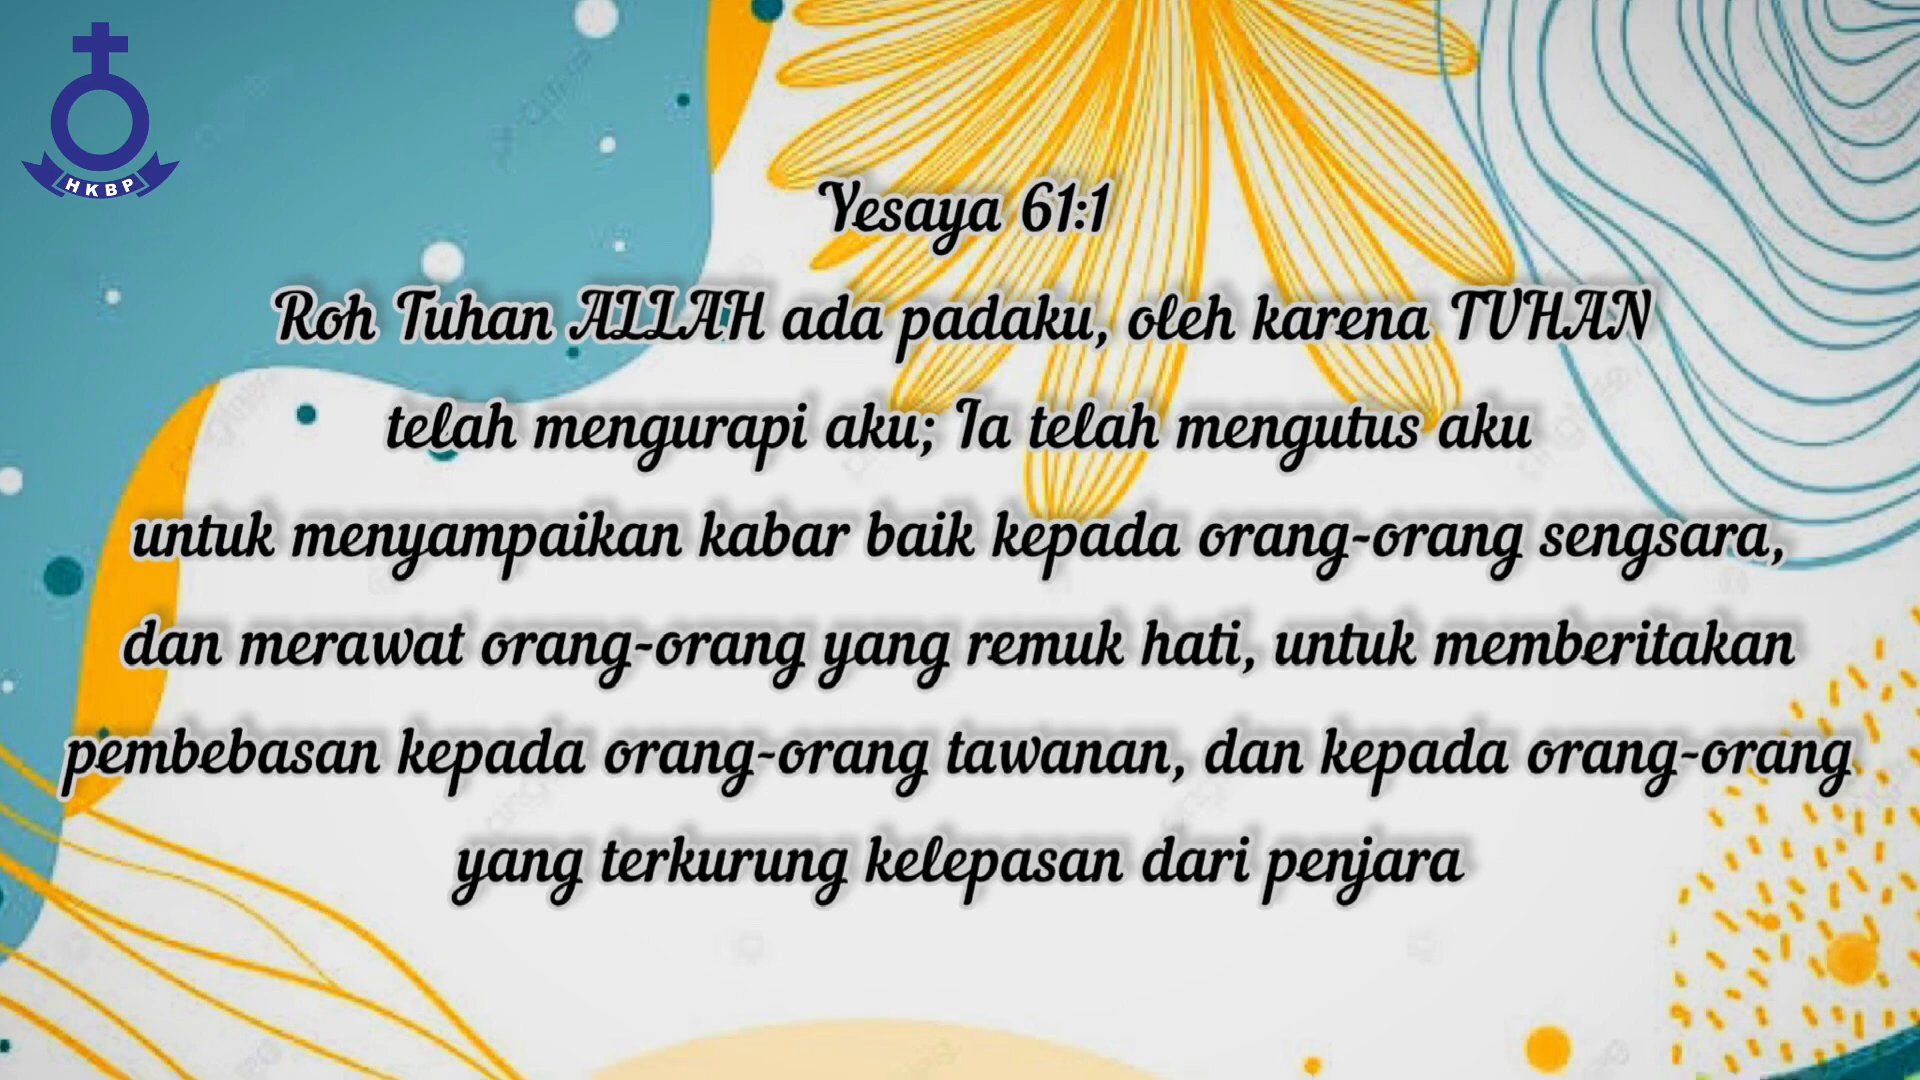 HKBP
Yesaya 61:1
Roh Tuhan ALLAH ada padaku, oleh karena TUHAN
telah mengurapi aku; Ia telah mengutus aku
untuk menyampaikan kabar baik kepada orang-orang sengsara,
dan merawat orang-orang yang remuk hati, untuk memberitakan
pembebasan kepada orang-orang tawanan, dan kepada orang-orang
yang terkurung kelepasan dari penjara